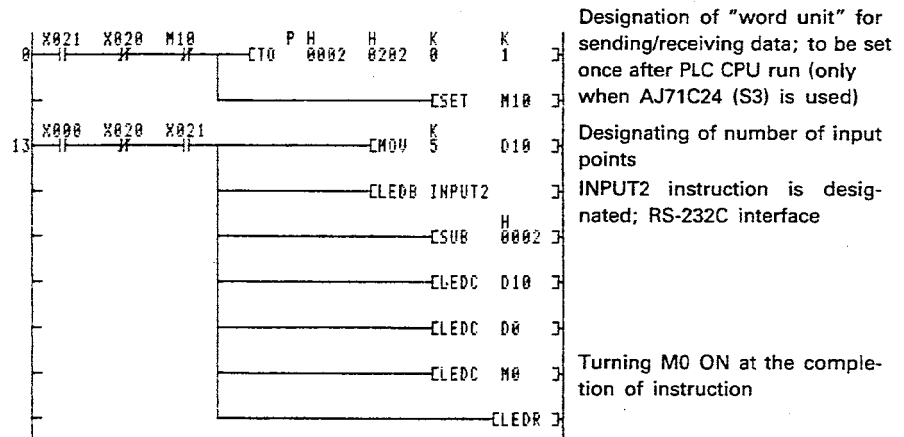 Designation of "word unit" for
sending/receiving data; to be set
once after PLC CPU run (only
when AJ71C24 (S3) is used)
X021 X020 M10 P H H K K
0 [TO 0002 0202 0 1 ]
[SET M10 ]
Designating of number of input
points
X000 X020 X021 K
13 [MOV 5 D10 ]
INPUT2 instruction is desig-
nated; RS-232C interface
[LEDB INPUT2 ]
H
[SUB 0002 ]
[LEDC D10 ]
[LEDC D0 ]
Turning M0 ON at the comple-
tion of instruction
[LEDC M0 ]
[LEDR ]